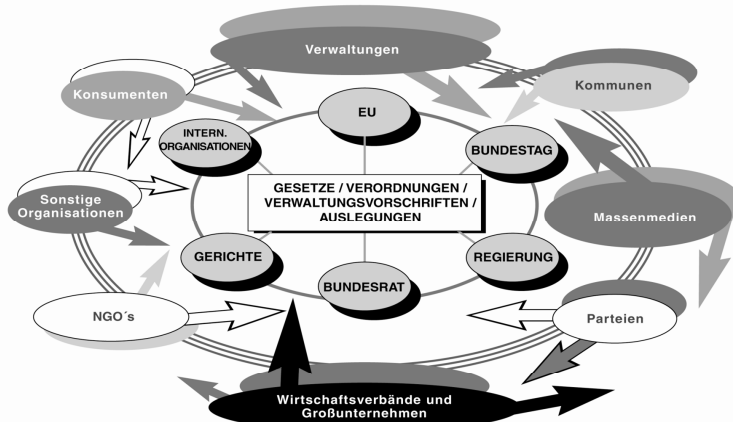 Verwaltungen
Konsumenten
Kommunen
EU
INTERN.
ORGANISATIONEN
BUNDESTAG
Sonstige
Organisationen
GESETZE / VERORDNUNGEN /
VERWALTUNGSVORSCHRIFTEN /
AUSLEGUNGEN
Massenmedien
GERICHTE
REGIERUNG
BUNDESRAT
NGO´s
Parteien
Wirtschaftsverbände und
Großunternehmen